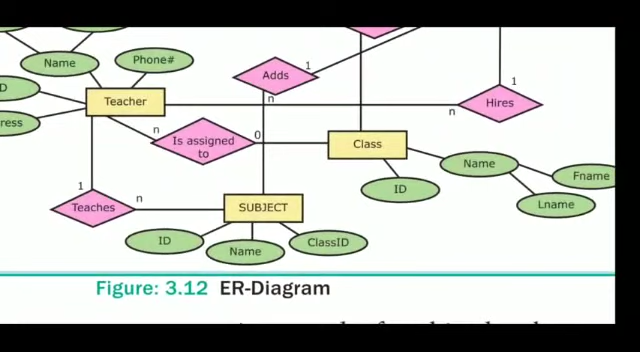 Name
Phone#
Adds
1
n
D
Teacher
1
Hires
n
ress
n
Is assigned
to
0
Class
Name
Fname
ID
Lname
1
n
Teaches
SUBJECT
ID
Name
ClassID
Figure: 3.12 ER-Diagram